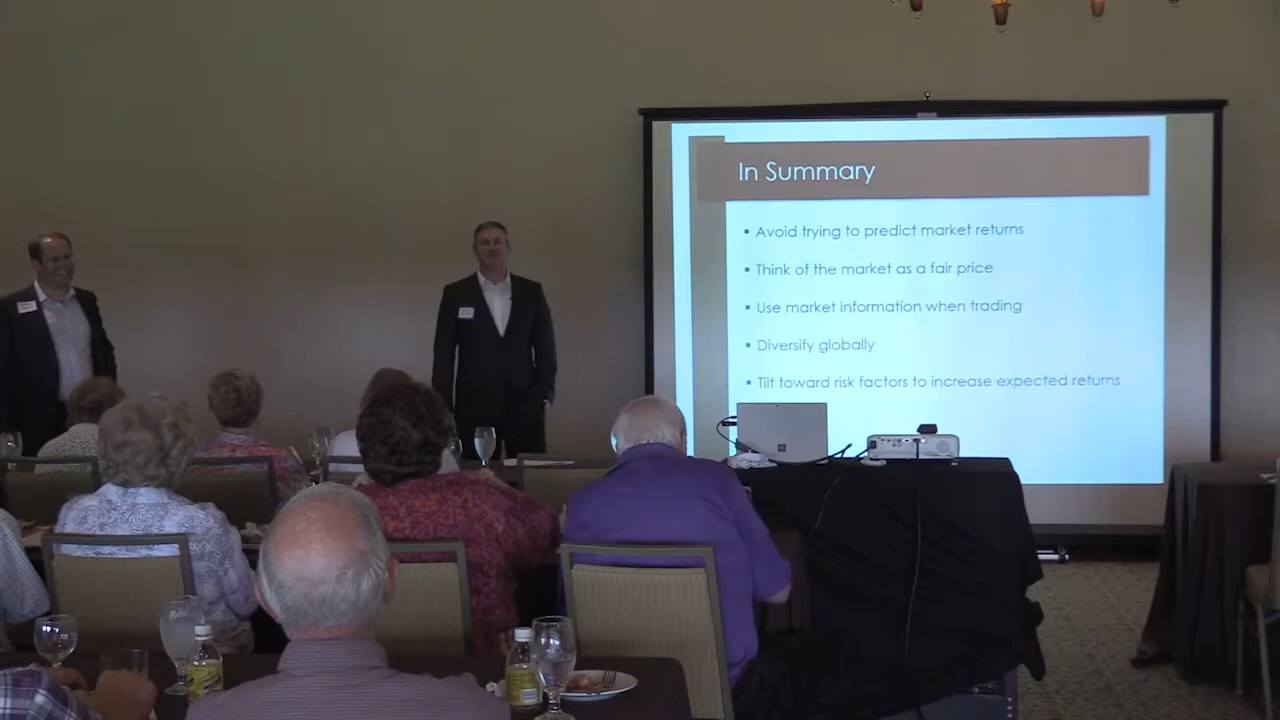 In Summary
▪ Avoid trying to predict market returns
▪ Think of the market as a fair price
▪ Use market information when trading
▪ Diversify globally
▪ Tilt toward risk factors to increase expected returns